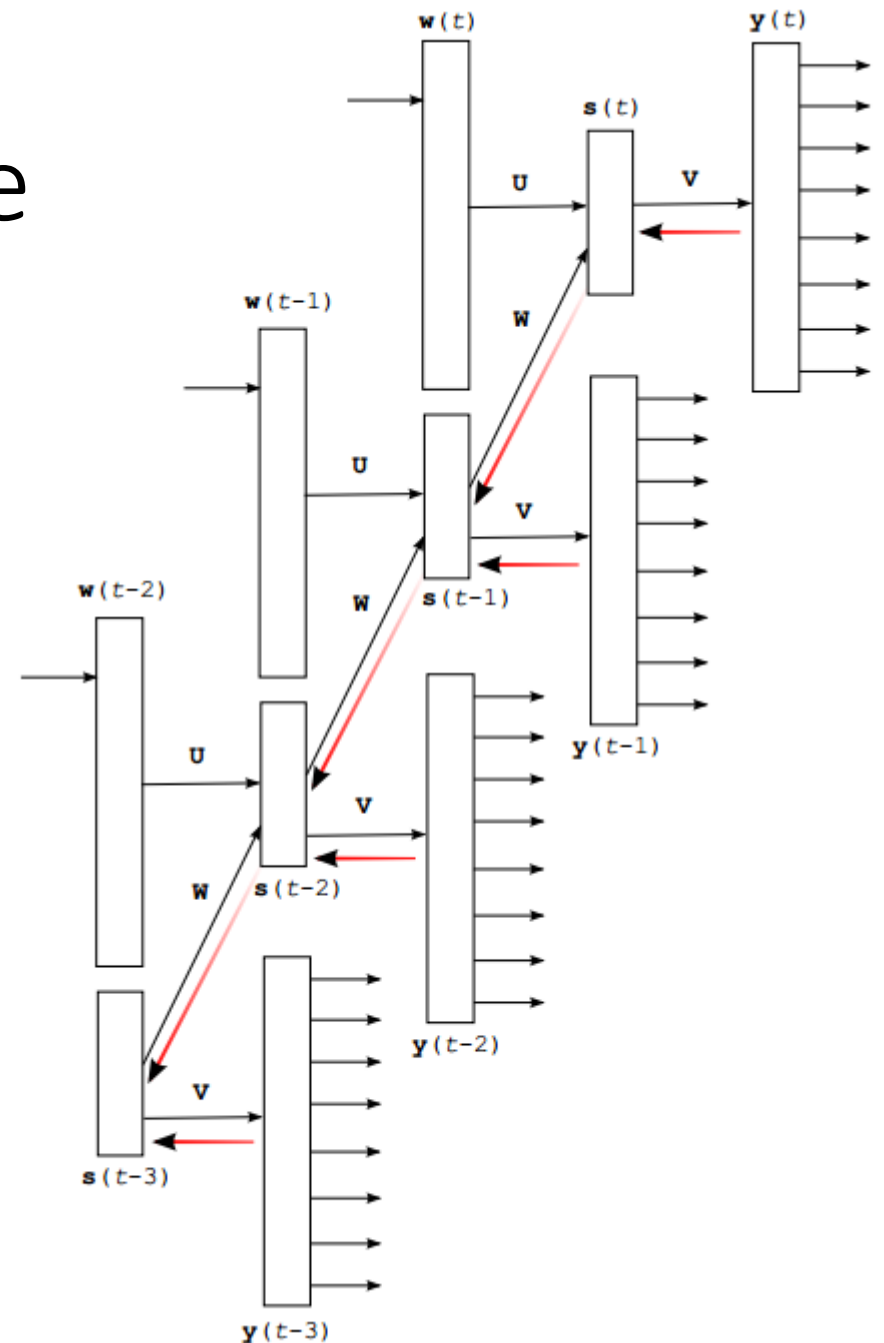 w(t)
y(t)
s(t)
e
U
V
w(t-1)
W
U
V
w(t-2)
s(t-1)
W
y(t-1)
U
V
s(t-2)
W
y(t-2)
V
s(t-3)
y(t-3)